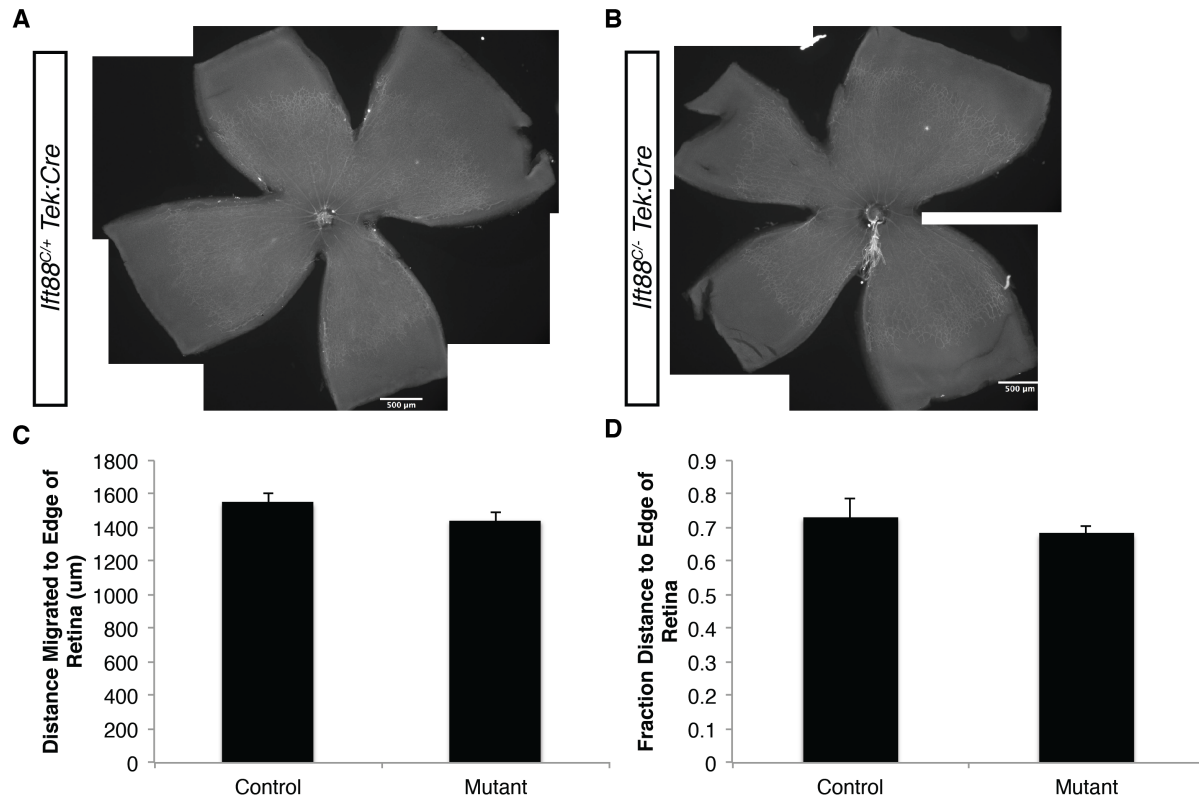 A
B
Ift88C/+ Tek:Cre
Ift88C/- Tek:Cre
500 µm
500 µm
C
D
Distance Migrated to Edge of
Retina (um)
1800
1600
1400
1200
1000
800
600
400
200
0
Control
Mutant
Fraction Distance to Edge of
Retina
0.9
0.8
0.7
0.6
0.5
0.4
0.3
0.2
0.1
0
Control
Mutant